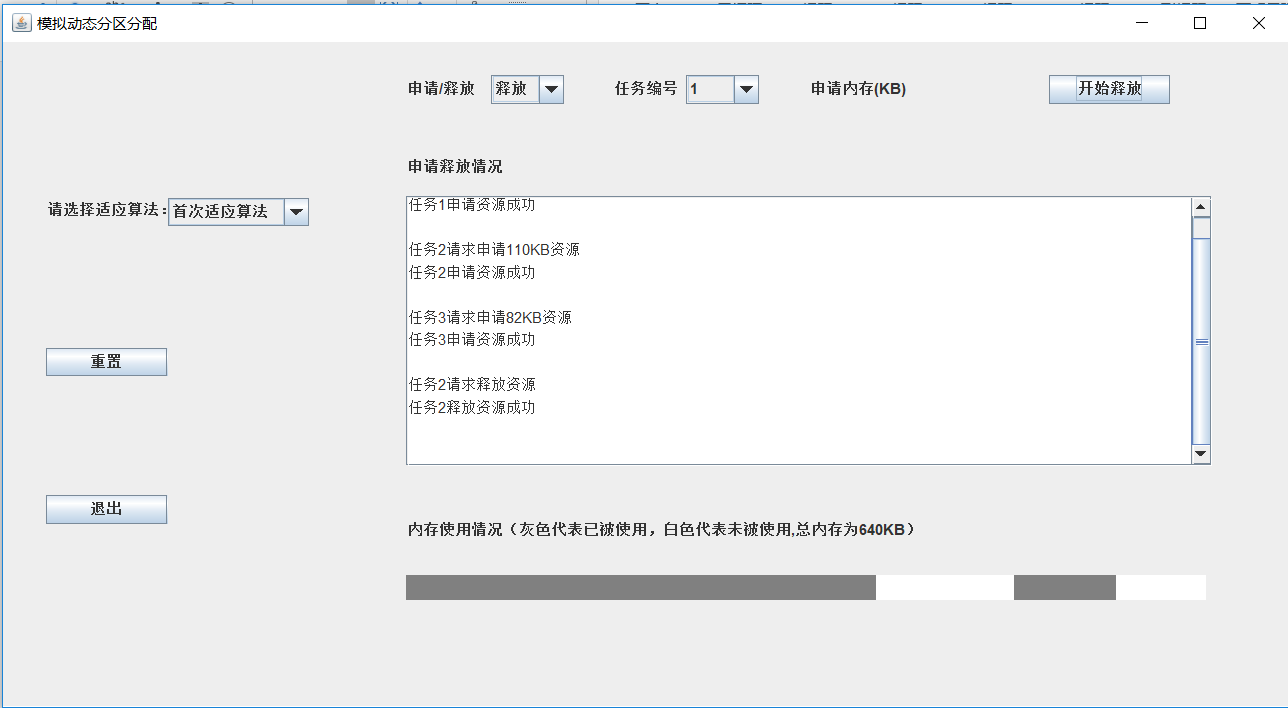 模拟动态分区分配
申请/释放 释放 任务编号 1 申请内存(KB) 开始释放
申请释放情况
请选择适应算法: 首次适应算法
任务1申请资源成功
任务2请求申请110KB资源
任务2申请资源成功
任务3请求申请82KB资源
任务3申请资源成功
任务2请求释放资源
任务2释放资源成功
重置
退出
内存使用情况（灰色代表已被使用，白色代表未被使用,总内存为640KB）